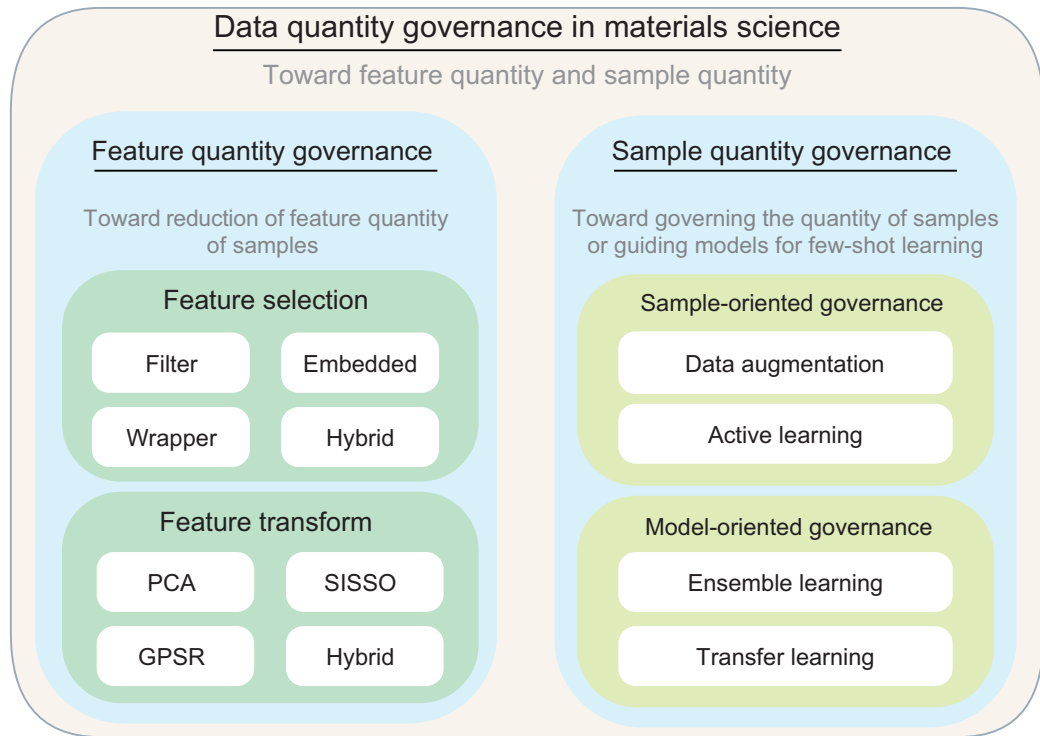 Data quantity governance in materials science
Toward feature quantity and sample quantity
Feature quantity governance
Toward reduction of feature quantity
of samples
Feature selection
Filter
Embedded
Wrapper
Hybrid
Feature transform
PCA
SISSO
GPSR
Hybrid
Sample quantity governance
Toward governing the quantity of samples
or guiding models for few-shot learning
Sample-oriented governance
Data augmentation
Active learning
Model-oriented governance
Ensemble learning
Transfer learning